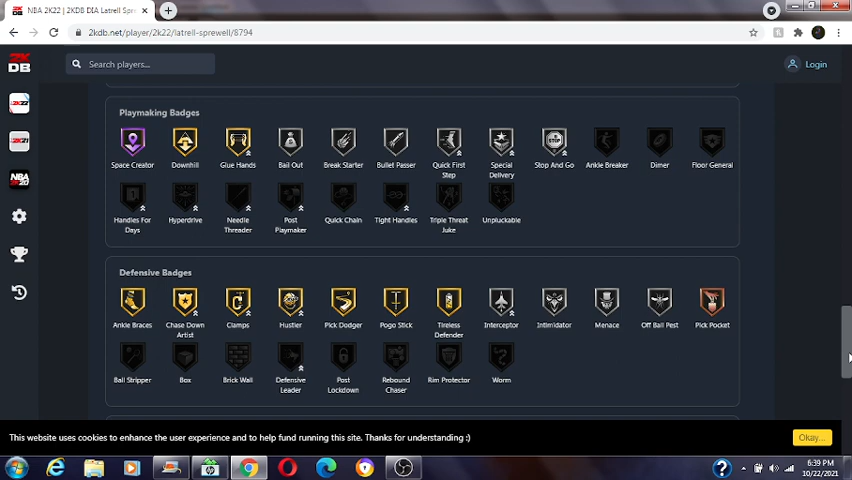 NBA 2K22 | 2KDB DIA Latrell Sprew
2kdb.net/player/2k22/latrell-sprewell/8794
2K
DB
Search players...
Login
Playmaking Badges
Space Creator
Downhill
Glue Hands
Bail Out
Break Starter
Bullet Passer
Quick First
Step
Special
Delivery
Stop And Go
Ankle Breaker
Dimer
Floor General
Handles For
Days
Hyperdrive
Needle
Threader
Post
Playmaker
Quick Chain
Tight Handles
Triple Threat
Juke
Unpluckable
Defensive Badges
Ankle Braces
Chase Down
Artist
Clamps
Hustler
Pick Dodger
Pogo Stick
Tireless
Defender
Interceptor
Intimidator
Menace
Off Ball Pest
Pick Pocket
Ball Stripper
Box
Brick Wall
Defensive
Leader
Post
Lockdown
Rebound
Chaser
Rim Protector
Worm
This website uses cookies to enhance the user experience and to help fund running this site. Thanks for understanding :)
Okay...
6:39 PM
10/22/2021